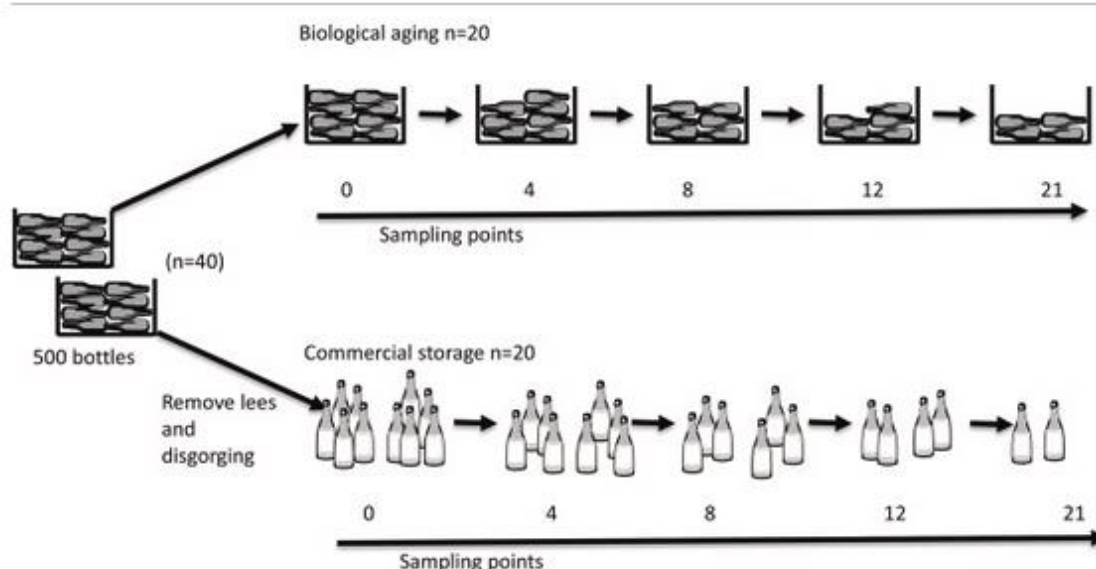 Biological aging n=20
0 4 8 12 21
Sampling points
(n=40)
500 bottles
Commercial storage n=20
Remove lees
and
disgorging
0 4 8 12 21
Sampling points